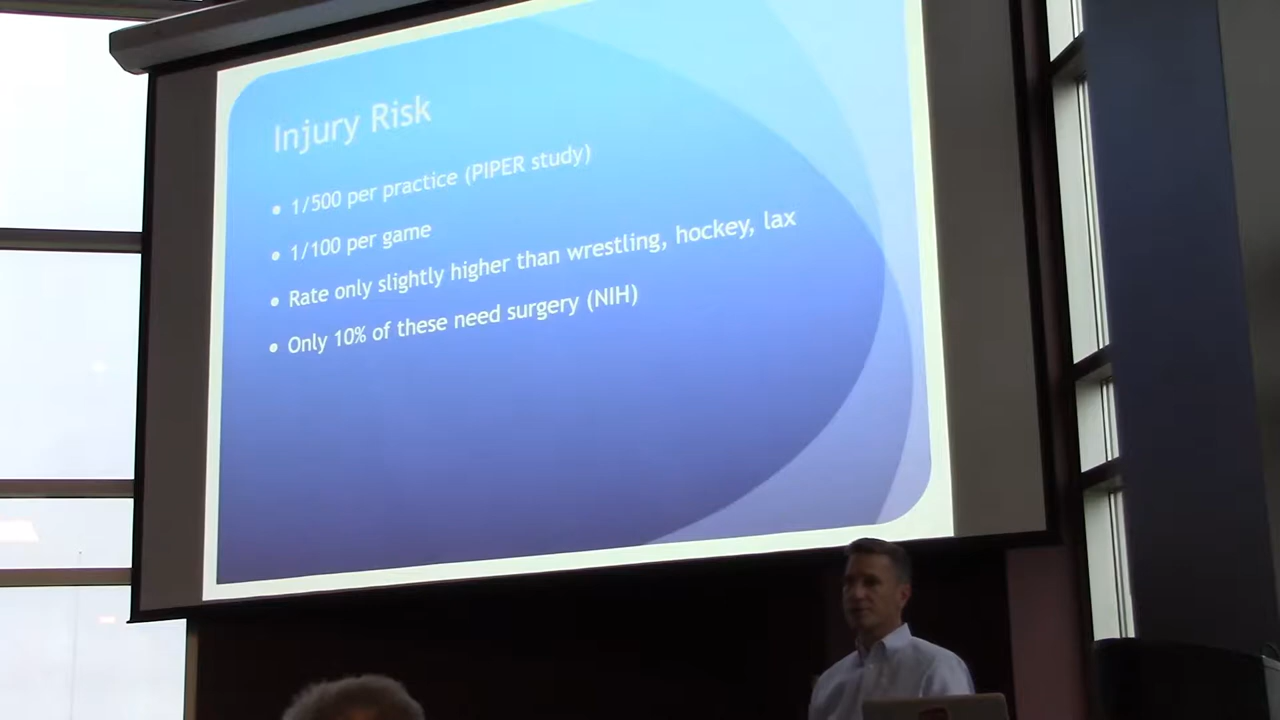 Injury Risk
• 1/500 per practice (PIPER study)
• 1/100 per game
• Rate only slightly higher than wrestling, hockey, lax
• Only 10% of these need surgery (NIH)